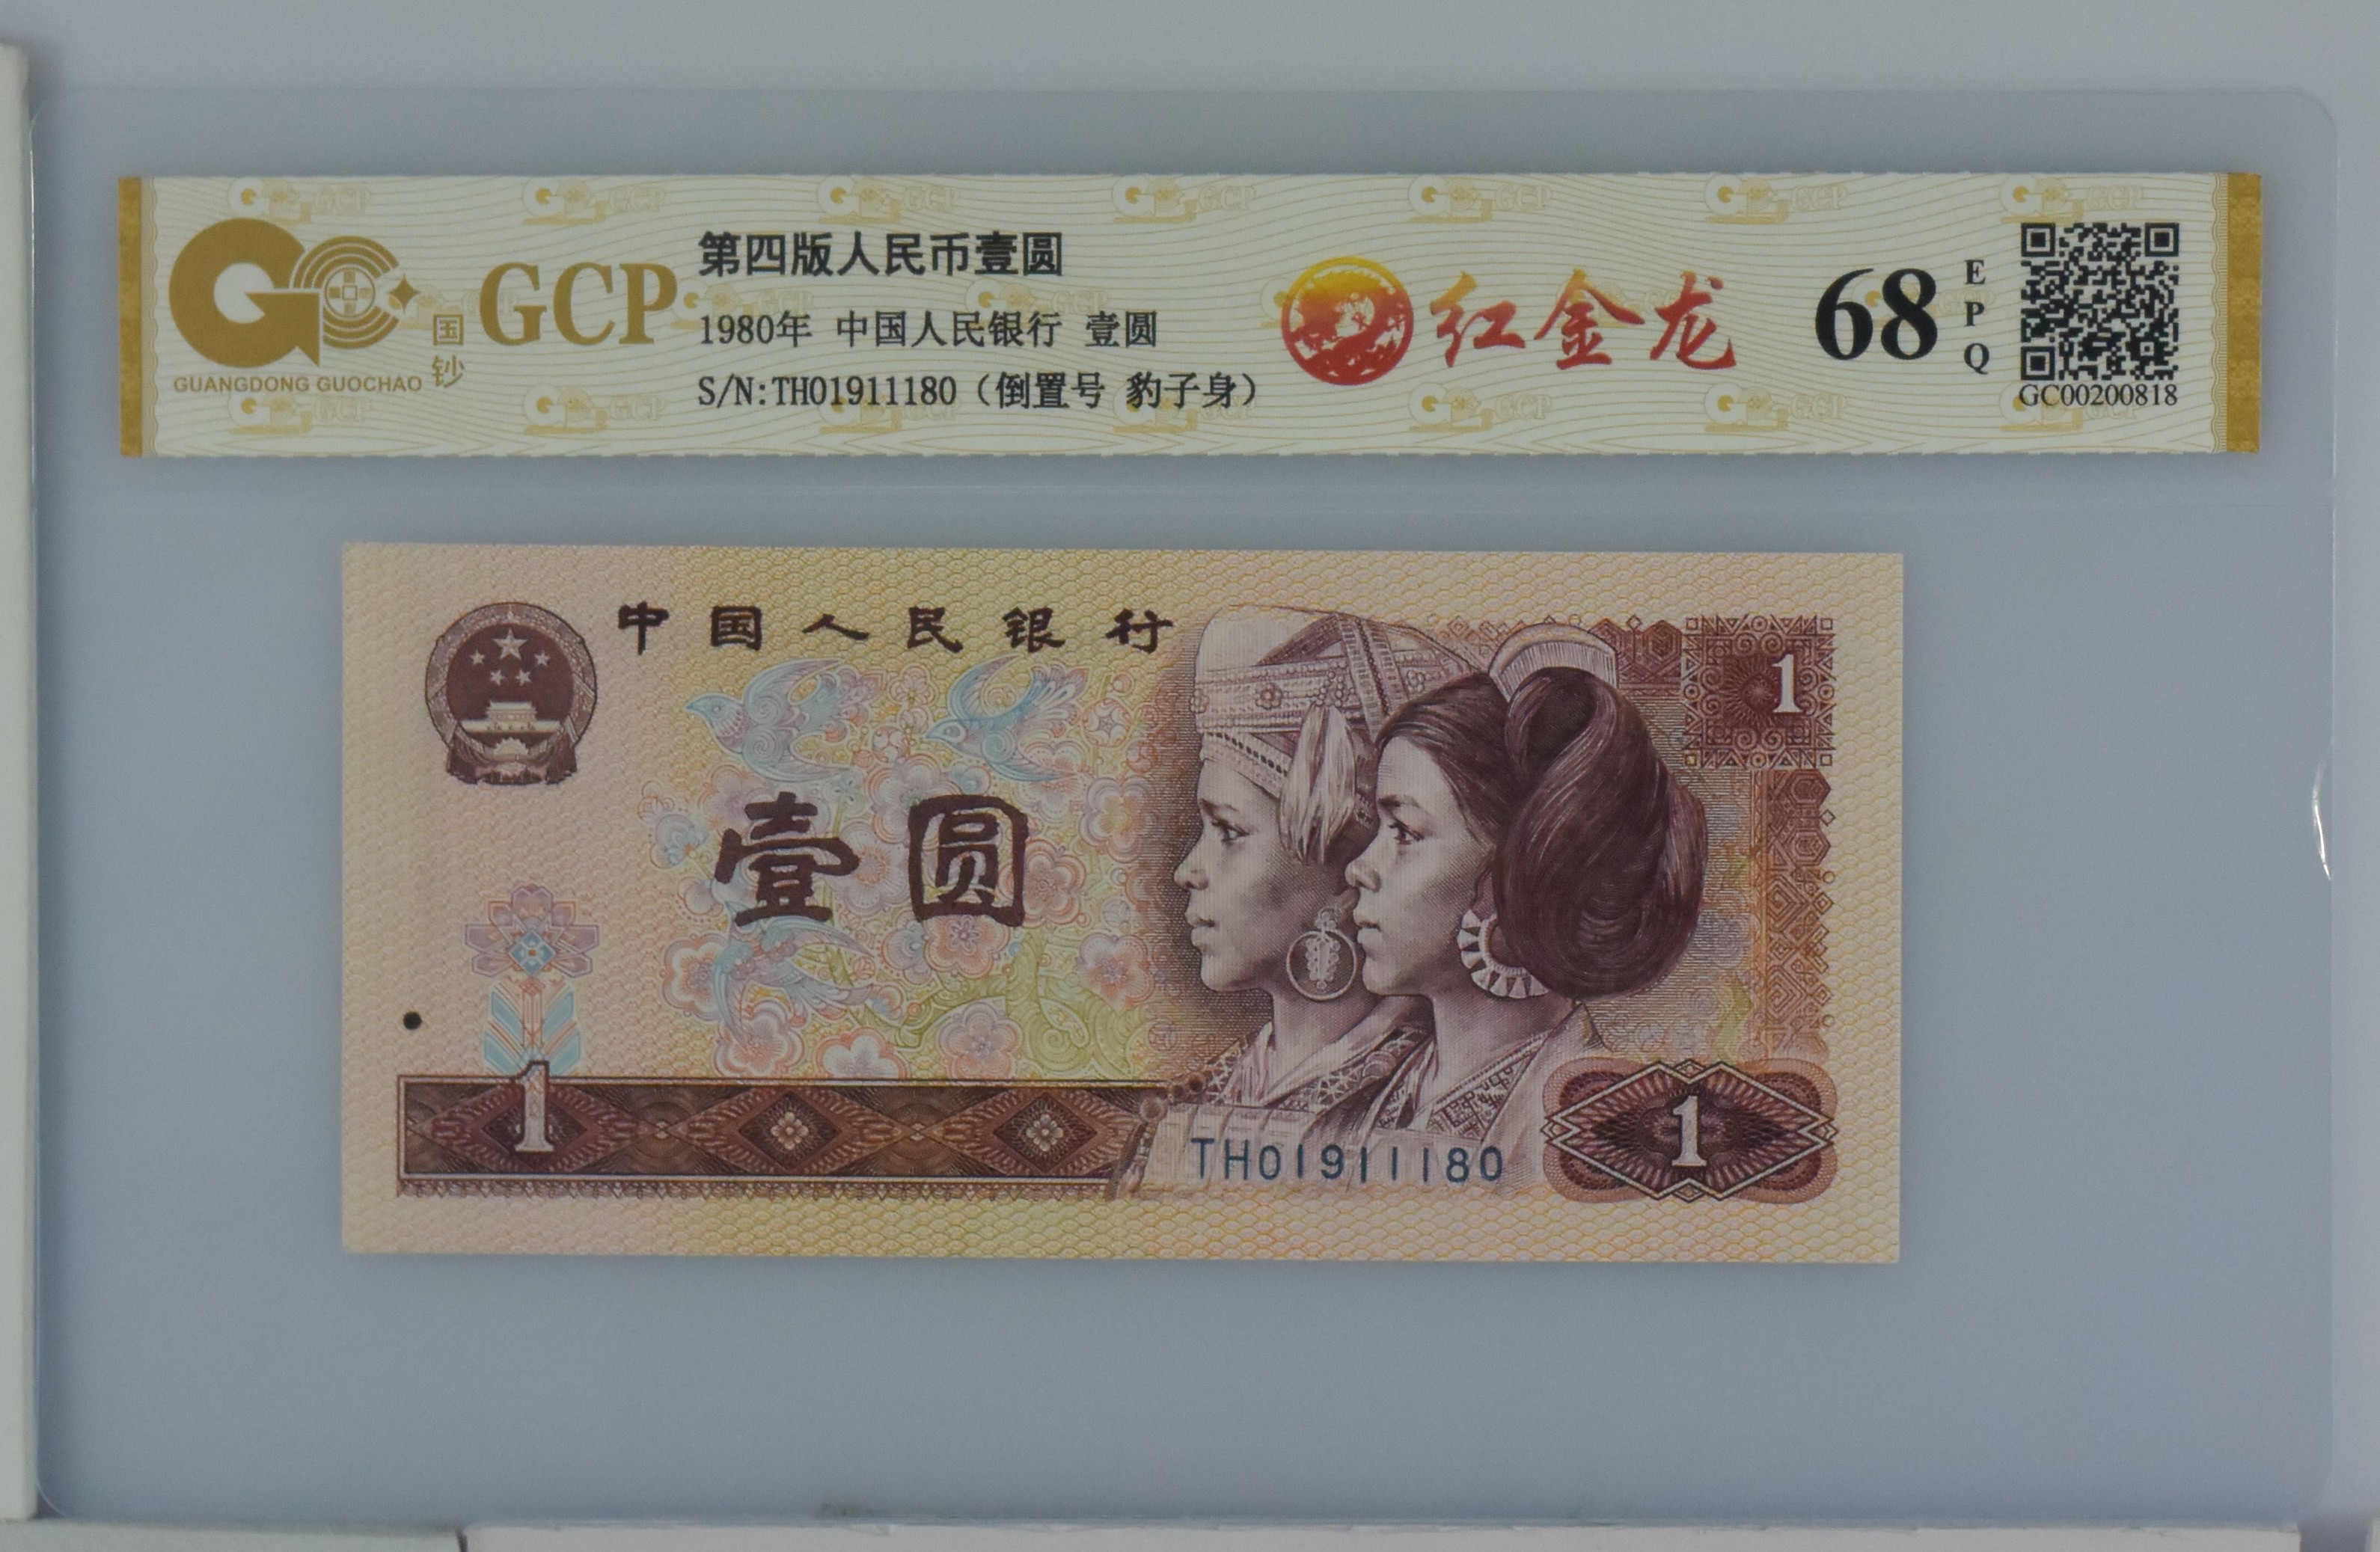 GCP
国钞
GUANGDONG GUOCHAO
第四版人民币壹圆
1980年 中国人民银行 壹圆
S/N:TH01911180（倒置号 豹子身）
红金龙
68
EPQ
GC00200818
中国人民银行
1
壹圆
1
TH01911180
1